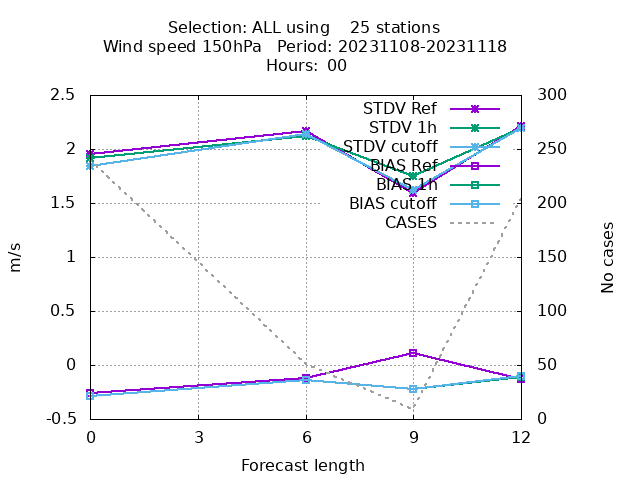 Selection: ALL using    25 stations
Wind speed 150hPa   Period: 20231108-20231118
Hours: 00
2.5
2
1.5
1
0.5
0
-0.5
m/s
STDV Ref
STDV 1h
STDV cutoff
BIAS Ref
BIAS 1h
BIAS cutoff
CASES
300
250
200
150
100
50
0
No cases
0 3 6 9 12
Forecast length